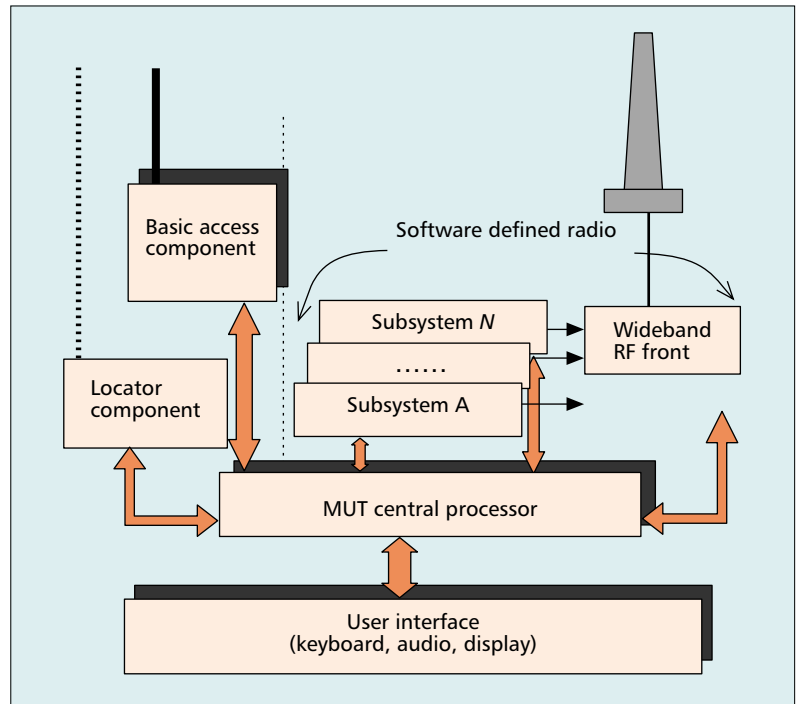 Basic access
component
Software defined radio
Subsystem N
Wideband
RF front
......
Locator
component
Subsystem A
MUT central processor
User interface
(keyboard, audio, display)